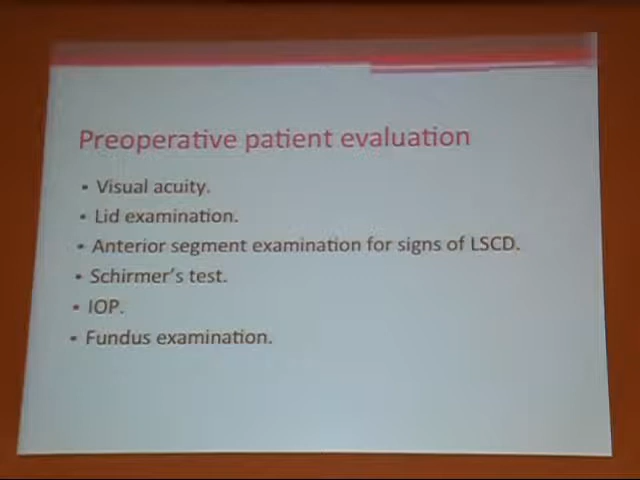 Preoperative patient evaluation
• Visual acuity.
• Lid examination.
• Anterior segment examination for signs of LSCD.
• Schirmer's test.
• IOP.
• Fundus examination.